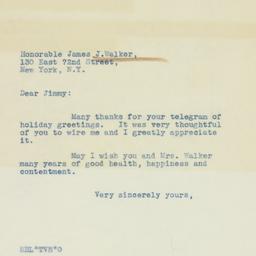 Honorable James J.Walker,
130 East 72nd Street,
New York, N.Y.
Dear Jimmy:
Many thanks for your telegram of
holiday greetings. It was very thoughtful
of you to wire me and I greatly appreciate
it.
May I wish you and Mrs. Walker
many years of good health, happiness and
contentment.
Very sincerely yours,